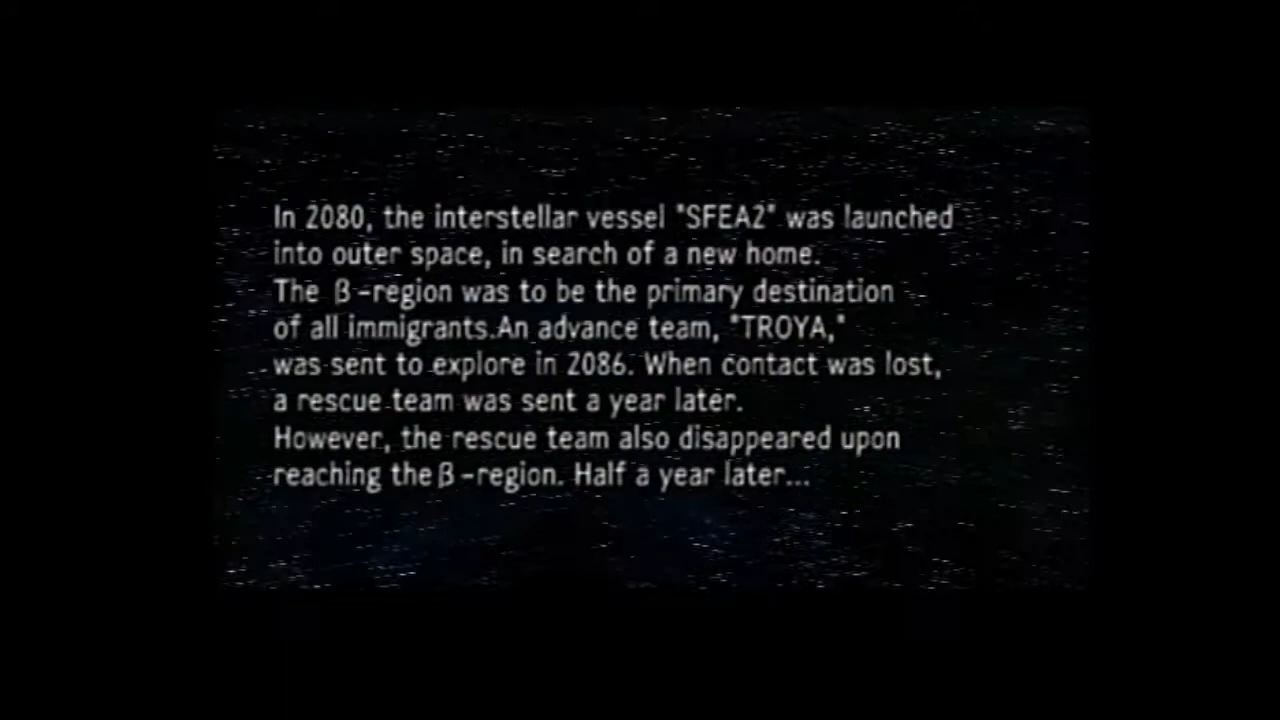 In 2080, the interstellar vessel "SFEA2" was launched
into outer space, in search of a new home.
The β-region was to be the primary destination
of all immigrants.An advance team, "TROYA,"
was sent to explore in 2086. When contact was lost,
a rescue team was sent a year later.
However, the rescue team also disappeared upon
reaching the β-region. Half a year later...